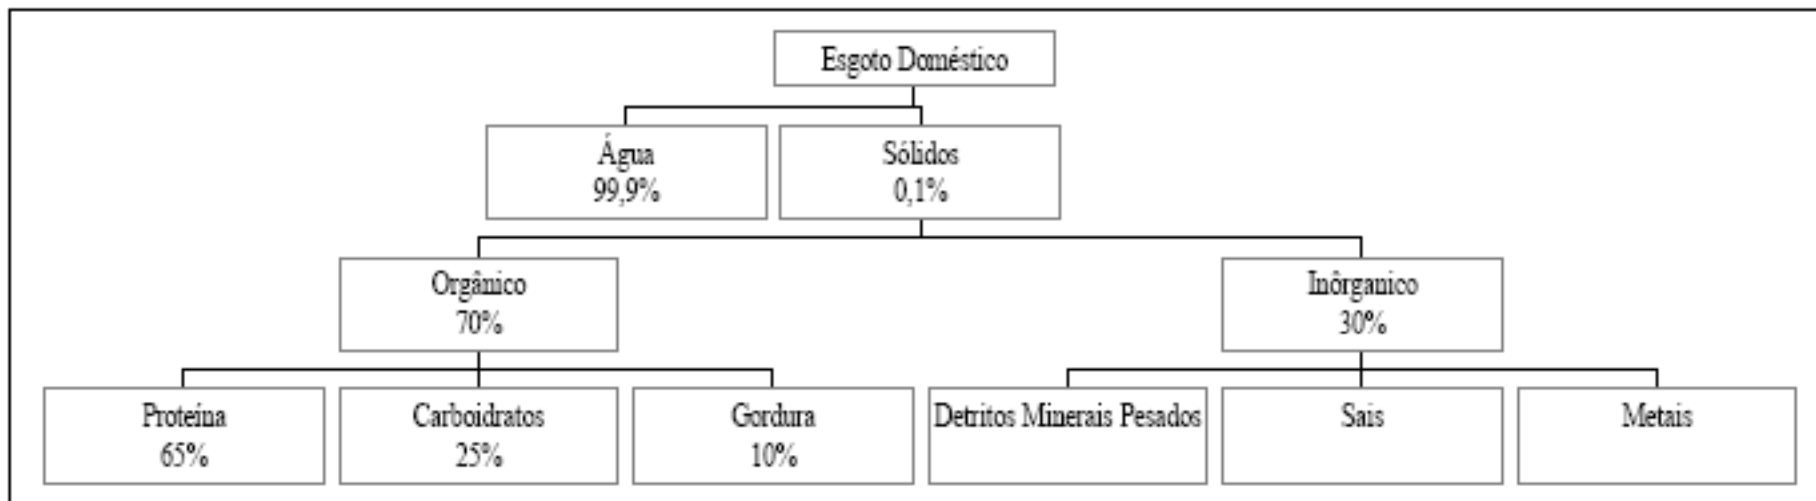 Esgoto Doméstico
Água
99,9%
Sólidos
0,1%
Orgânico
70%
Inôrganico
30%
Proteína
65%
Carboidratos
25%
Gordura
10%
Detritos Minerais Pesados
Sais
Metais